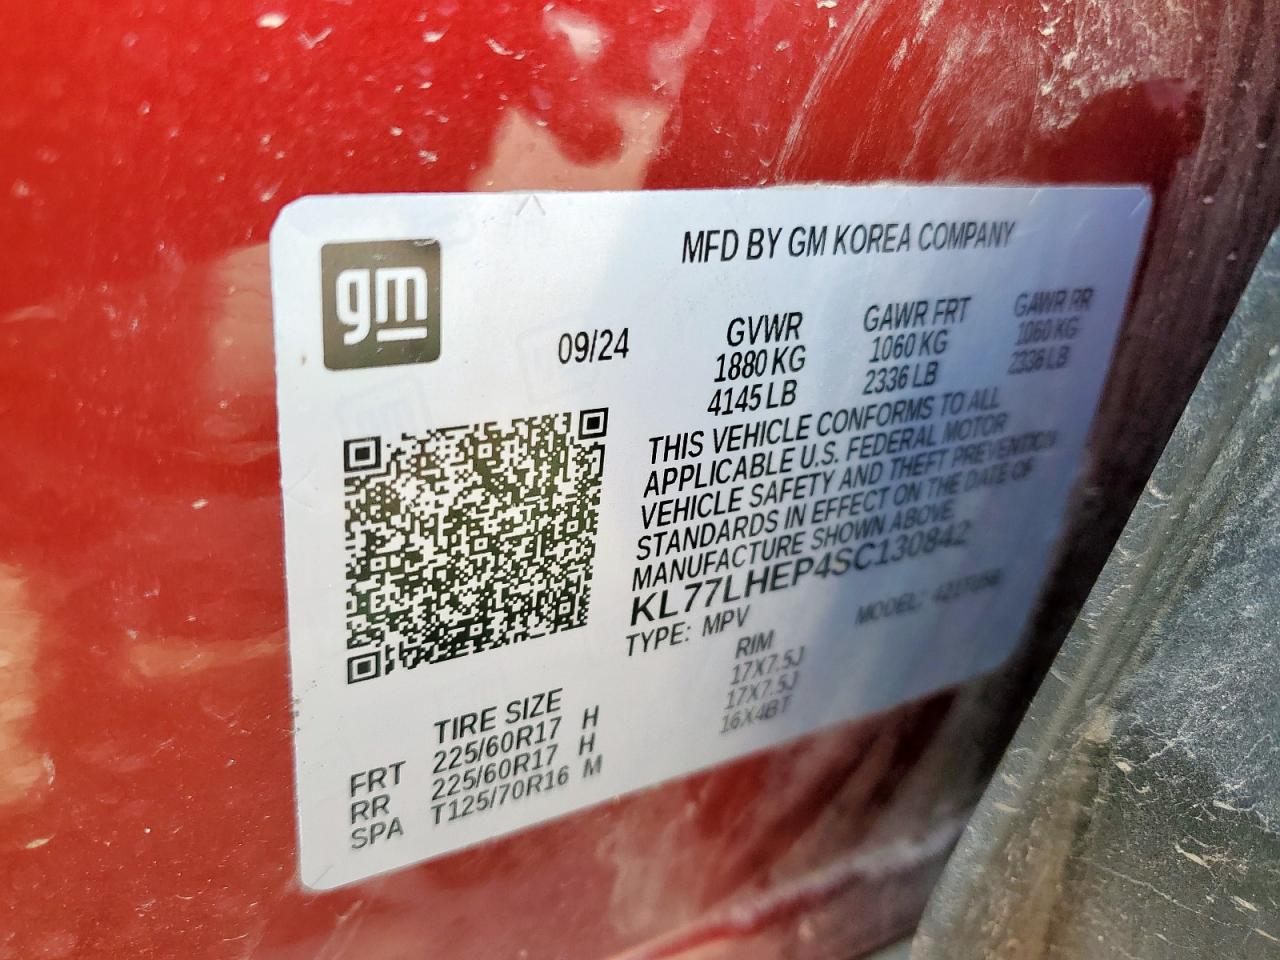 gm
MFD BY GM KOREA COMPANY
09/24
GVWR GAWR FRT GAWR RR
1880 KG 1060 KG 1060 KG
4145 LB 2336 LB 2336 LB
THIS VEHICLE CONFORMS TO ALL
APPLICABLE U.S. FEDERAL MOTOR
VEHICLE SAFETY AND THEFT PREVENTION
STANDARDS IN EFFECT ON THE DATE OF
MANUFACTURE SHOWN ABOVE
KL77LHEP4SC130842
TYPE: MPV MODEL:
TIRE SIZE RIM
FRT 225/60R17 H 17X7.5J
RR 225/60R17 H 17X7.5J
SPA T125/70R16 M 16X4BT